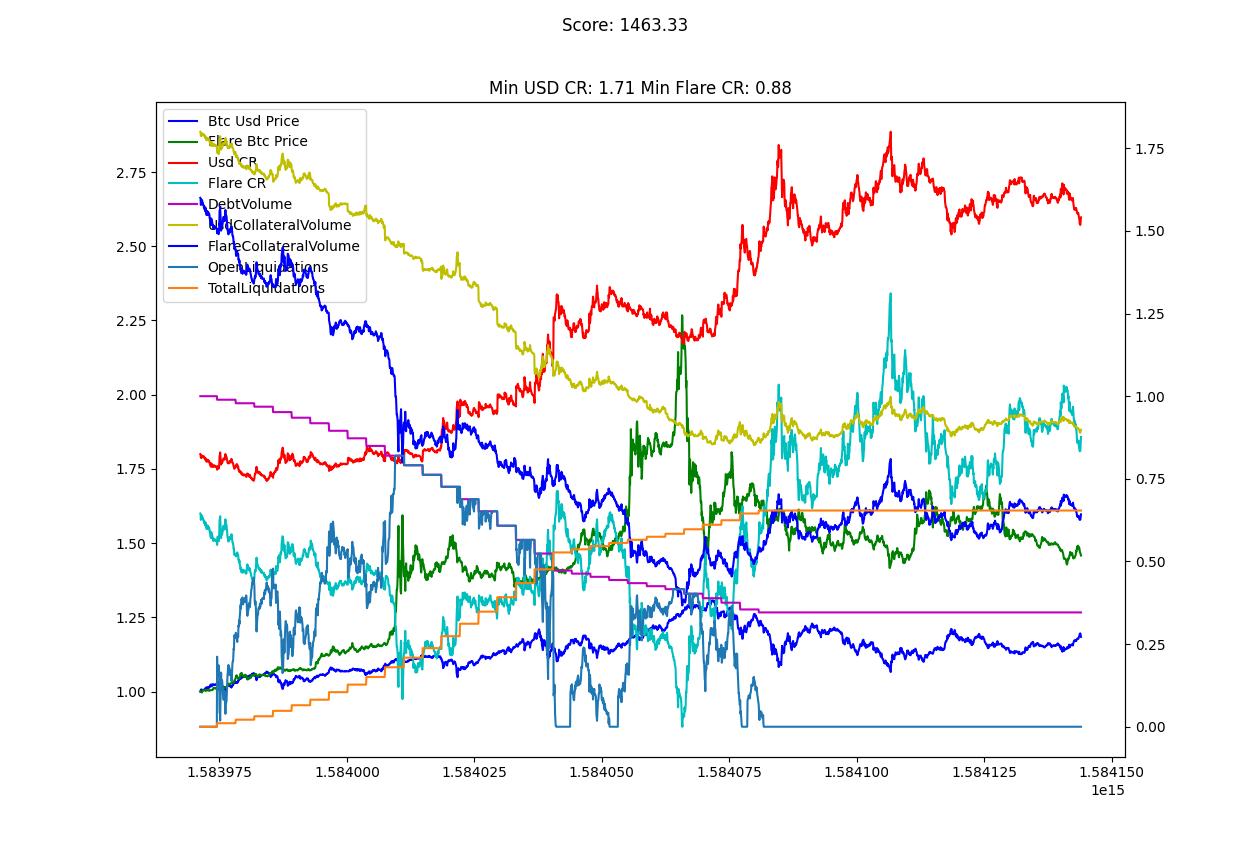 Score: 1463.33
Min USD CR: 1.71 Min Flare CR: 0.88
Btc Usd Price
Flare Btc Price
Usd CR
Flare CR
DebtVolume
UsdCollateralVolume
FlareCollateralVolume
OpenLiquidations
TotalLiquidations
2.75
2.50
2.25
2.00
1.75
1.50
1.25
1.00
1.75
1.50
1.25
1.00
0.75
0.50
0.25
0.00
1.583975 1.584000 1.584025 1.584050 1.584075 1.584100 1.584125 1.584150
1e15